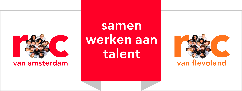 roc
van amsterdam
samen
werken aan
talent
roc
van flevoland